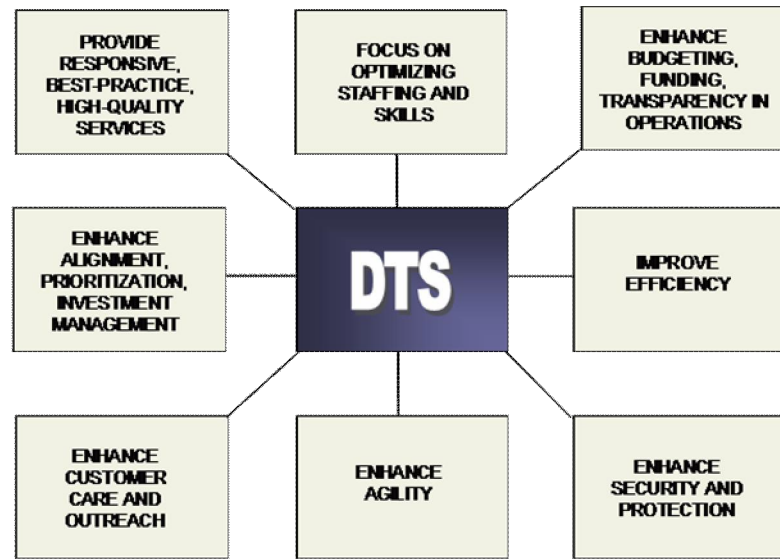 PROVIDE
RESPONSIVE,
BEST-PRACTICE,
HIGH-QUALITY
SERVICES
FOCUS ON
OPTIMIZING
STAFFING AND
SKILLS
ENHANCE
BUDGETING,
FUNDING,
TRANSPARENCY IN
OPERATIONS
ENHANCE
ALIGNMENT,
PRIORITIZATION,
INVESTMENT
MANAGEMENT
DTS
IMPROVE
EFFICIENCY
ENHANCE
CUSTOMER
CARE AND
OUTREACH
ENHANCE
AGILITY
ENHANCE
SECURITY AND
PROTECTION